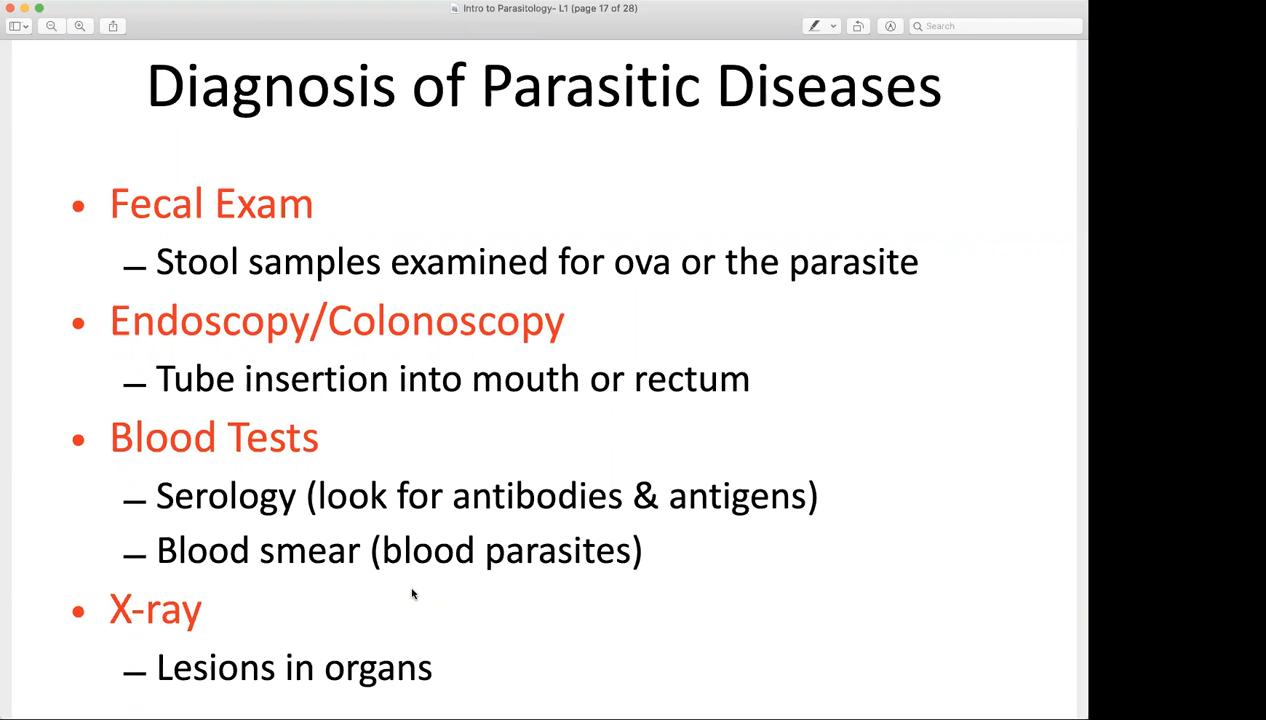 Intro to Parasitology- L1 (page 17 of 28)
Search
Diagnosis of Parasitic Diseases
• Fecal Exam
– Stool samples examined for ova or the parasite
• Endoscopy/Colonoscopy
– Tube insertion into mouth or rectum
• Blood Tests
– Serology (look for antibodies & antigens)
– Blood smear (blood parasites)
• X-ray
– Lesions in organs